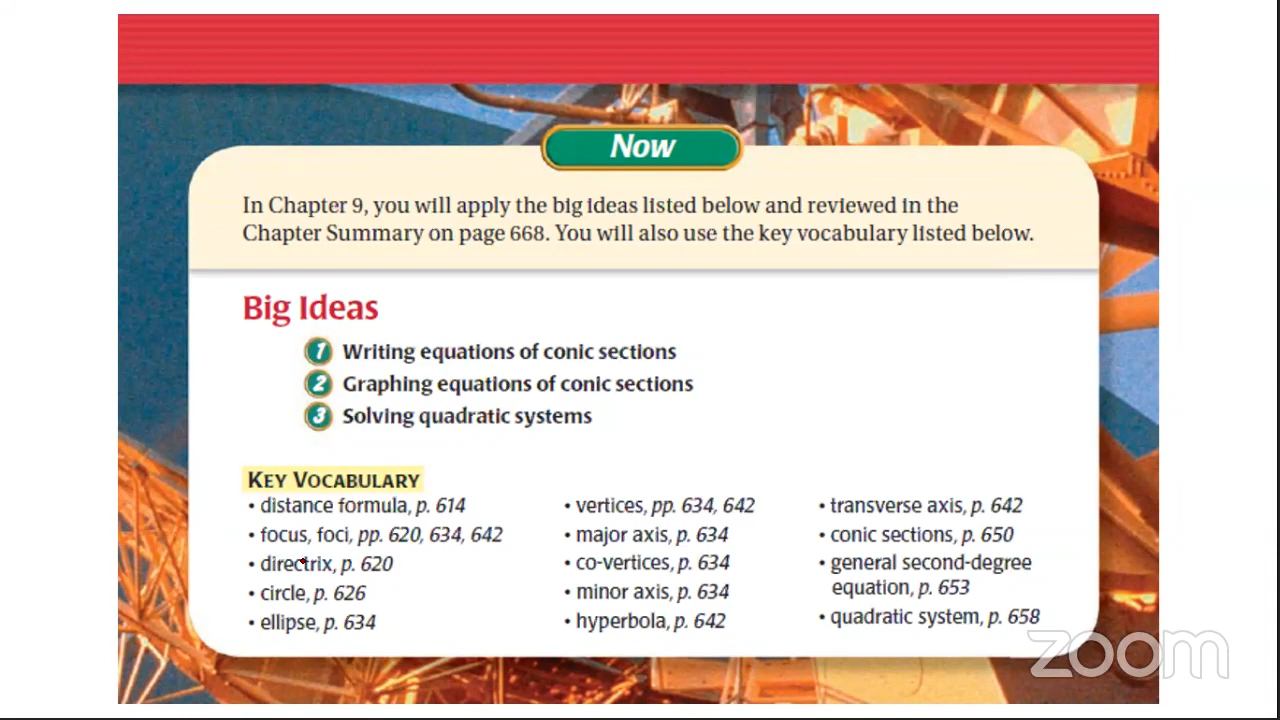 Now
In Chapter 9, you will apply the big ideas listed below and reviewed in the
Chapter Summary on page 668. You will also use the key vocabulary listed below.
Big Ideas
1 Writing equations of conic sections
2 Graphing equations of conic sections
3 Solving quadratic systems
KEY VOCABULARY
• distance formula, p. 614
• focus, foci, pp. 620, 634, 642
• directrix, p. 620
• circle, p. 626
• ellipse, p. 634
• vertices, pp. 634, 642
• major axis, p. 634
• co-vertices, p. 634
• minor axis, p. 634
• hyperbola, p. 642
• transverse axis, p. 642
• conic sections, p. 650
• general second-degree
equation, p. 653
• quadratic system, p. 658
zoom